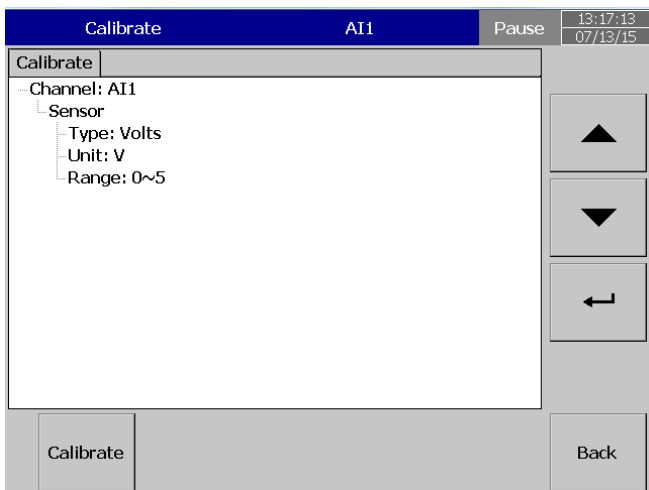 Calibrate AI1 Pause 13:17:13
07/13/15
Calibrate
Channel: AI1
Sensor
Type: Volts
Unit: V
Range: 0~5
Calibrate Back